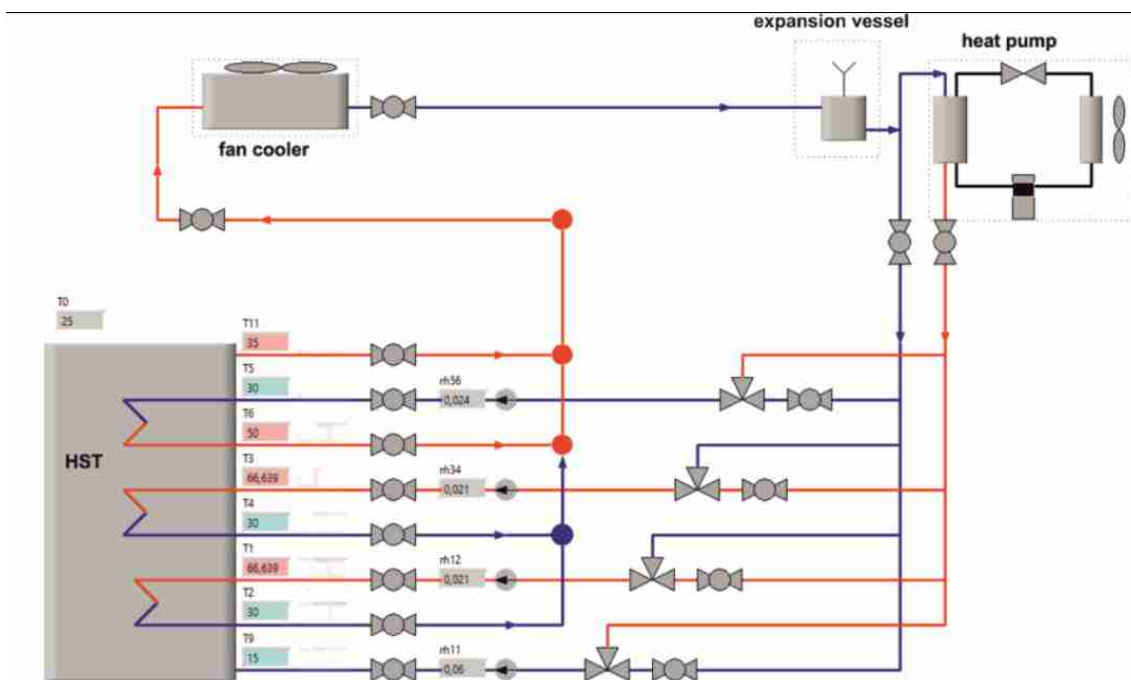 expansion vessel
heat pump
fan cooler
T0
25
T11
35
T5
30
rh56
0,024
T6
50
HST
T3
66,639
rh34
0,021
T4
30
T1
66,639
rh12
0,021
T2
30
T9
15
rh11
0,06